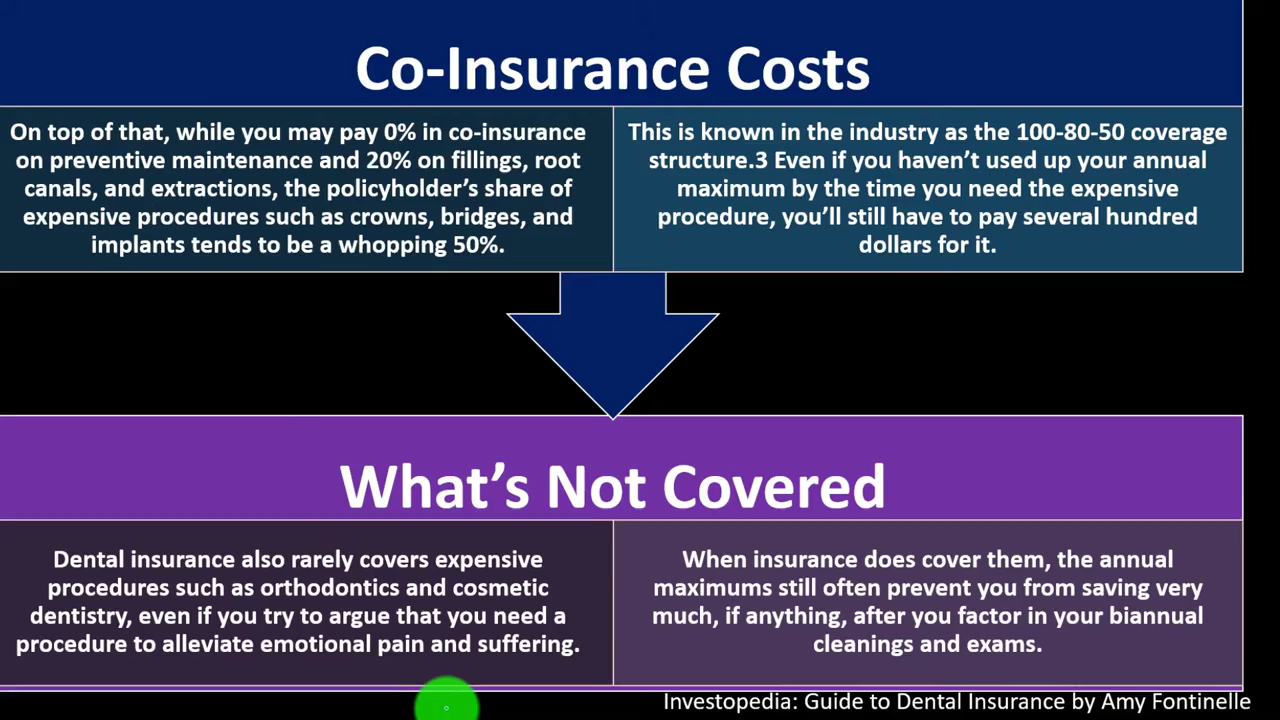 Co-Insurance Costs
On top of that, while you may pay 0% in co-insurance
on preventive maintenance and 20% on fillings, root
canals, and extractions, the policyholder’s share of
expensive procedures such as crowns, bridges, and
implants tends to be a whopping 50%.
This is known in the industry as the 100-80-50 coverage
structure.3 Even if you haven’t used up your annual
maximum by the time you need the expensive
procedure, you’ll still have to pay several hundred
dollars for it.
What’s Not Covered
Dental insurance also rarely covers expensive
procedures such as orthodontics and cosmetic
dentistry, even if you try to argue that you need a
procedure to alleviate emotional pain and suffering.
When insurance does cover them, the annual
maximums still often prevent you from saving very
much, if anything, after you factor in your biannual
cleanings and exams.
Investopedia: Guide to Dental Insurance by Amy Fontinelle